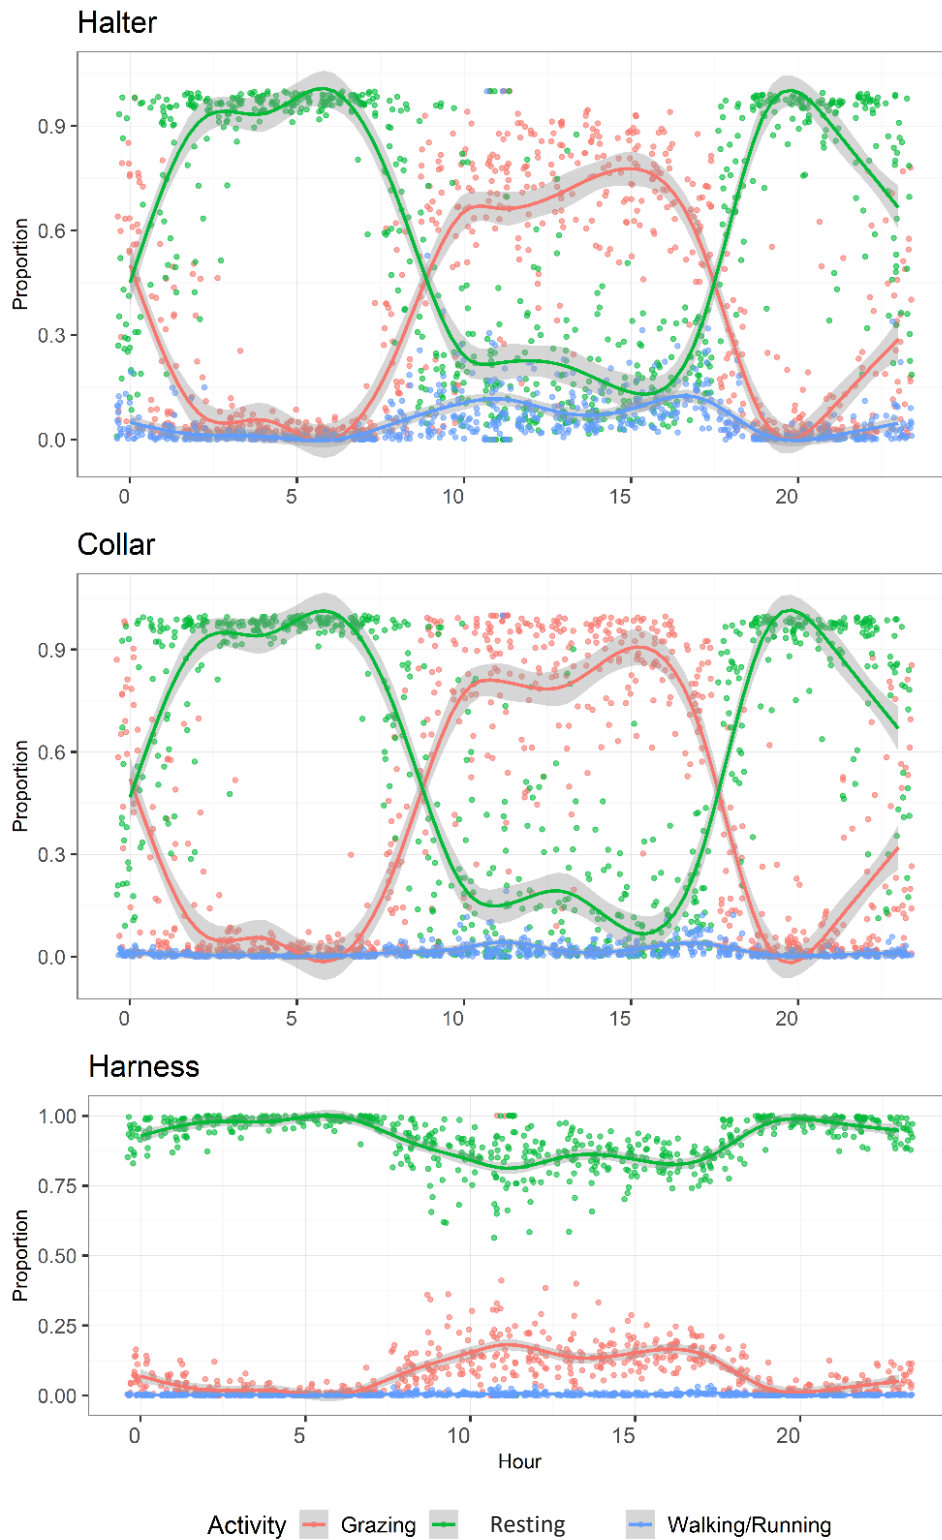 Halter
Proportion
0.9
0.6
0.3
0.0
0 5 10 15 20
Collar
Proportion
0.9
0.6
0.3
0.0
0 5 10 15 20
Harness
Proportion
1.00
0.75
0.50
0.25
0.00
0 5 10 15 20
Hour
Activity Grazing Resting Walking/Running